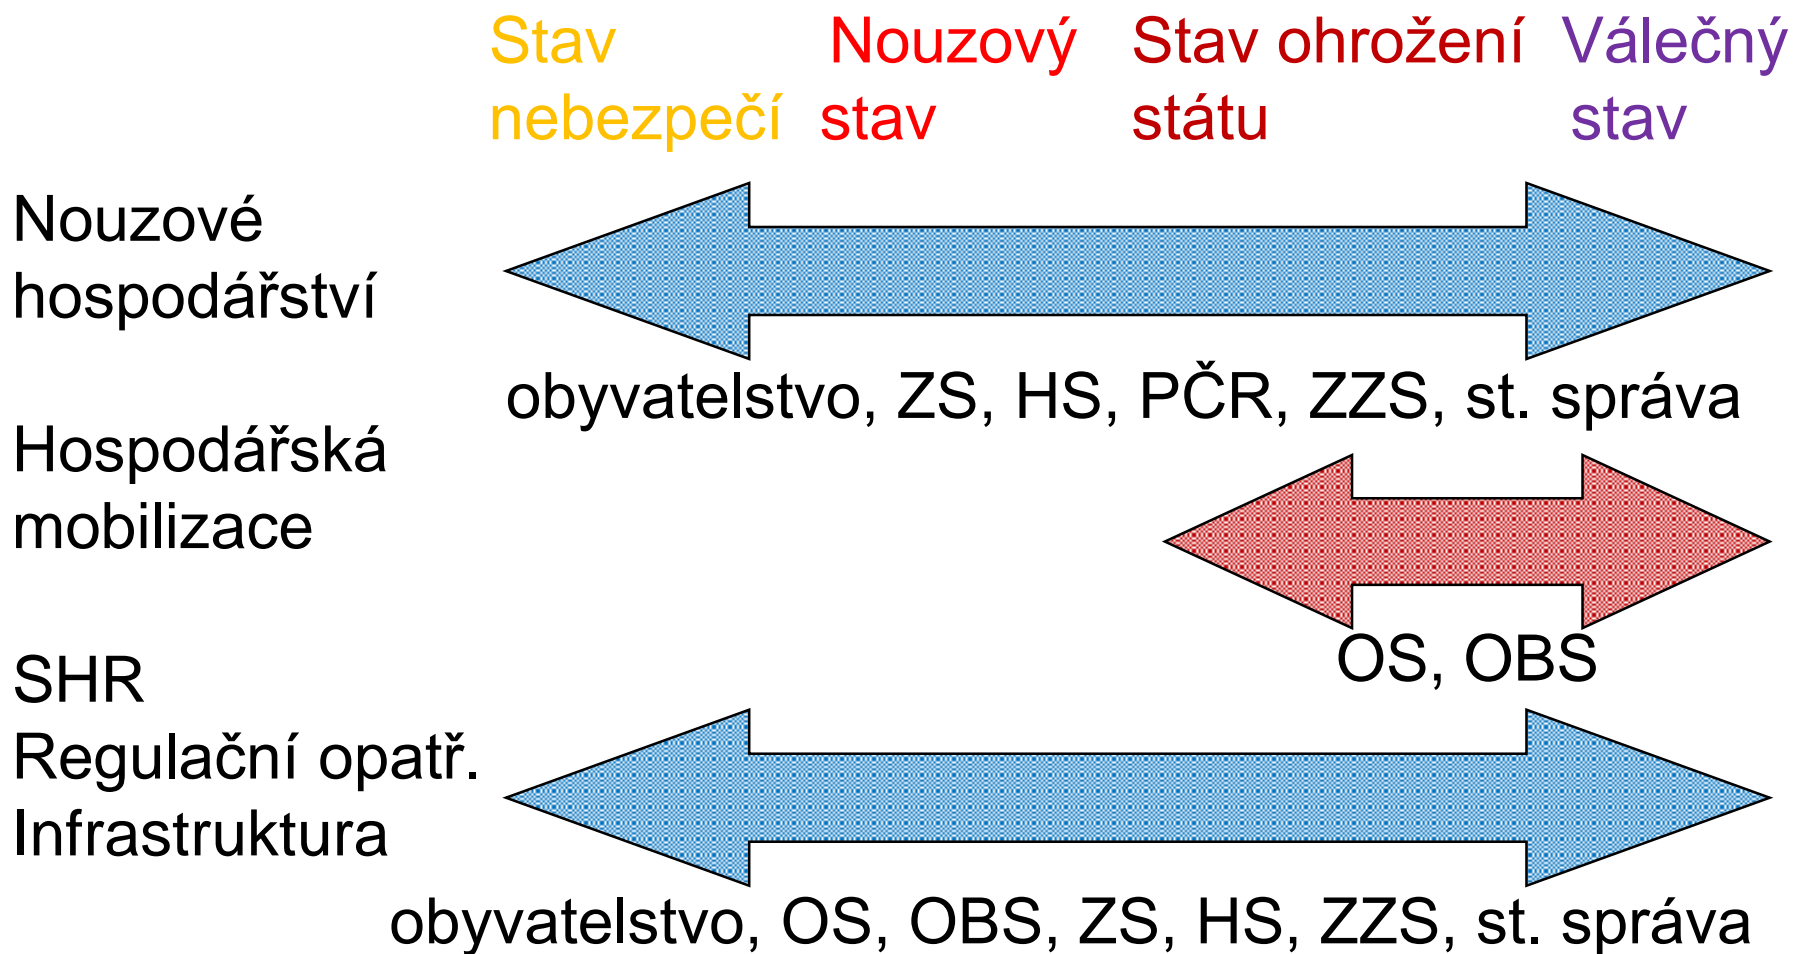 Stav Nouzový Stav ohrožení Válečný
nebezpečí stav státu stav
Nouzové
hospodářství
obyvatelstvo, ZS, HS, PČR, ZZS, st. správa
Hospodářská
mobilizace
OS, OBS
SHR
Regulační opatř.
Infrastruktura
obyvatelstvo, OS, OBS, ZS, HS, ZZS, st. správa